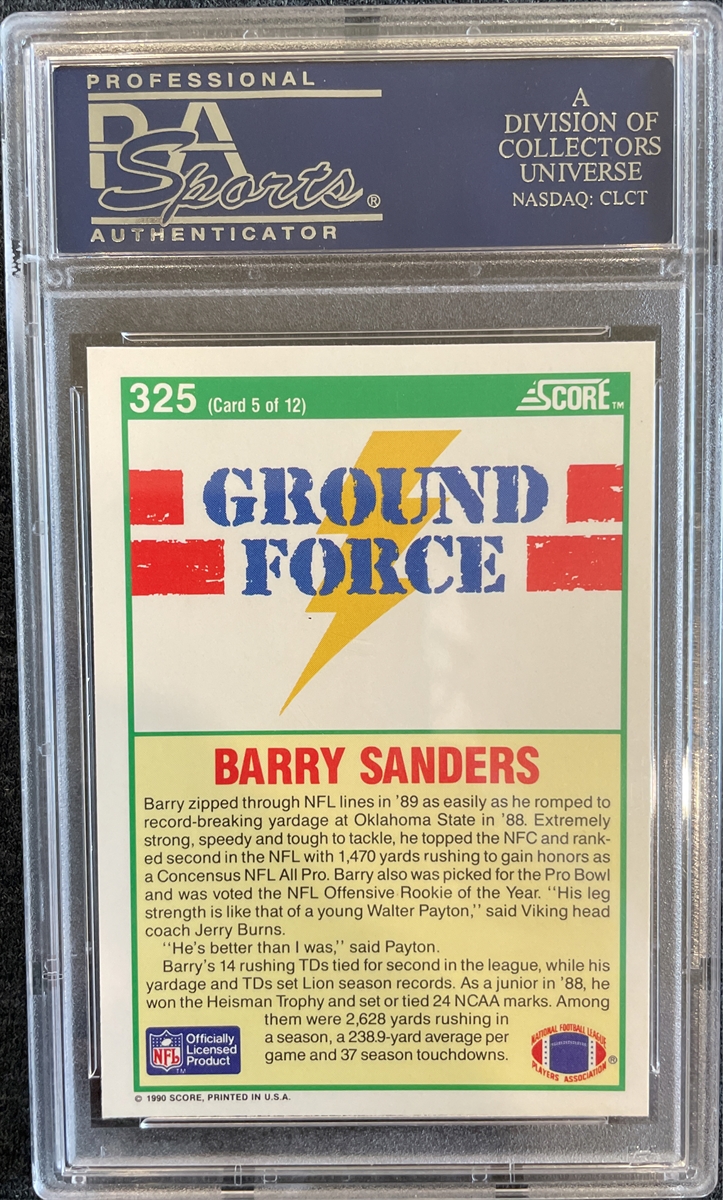 PROFESSIONAL
PSA
Sports®
AUTHENTICATOR
A
DIVISION OF
COLLECTORS
UNIVERSE
NASDAQ: CLCT
325 (Card 5 of 12)
SCORE™
GROUND
FORCE
BARRY SANDERS
Barry zipped through NFL lines in '89 as easily as he romped to
record-breaking yardage at Oklahoma State in '88. Extremely
strong, speedy and tough to tackle, he topped the NFC and rank-
ed second in the NFL with 1,470 yards rushing to gain honors as
a Concensus NFL All Pro. Barry also was picked for the Pro Bowl
and was voted the NFL Offensive Rookie of the Year. "His leg
strength is like that of a young Walter Payton," said Viking head
coach Jerry Burns.
"He's better than I was," said Payton.
Barry's 14 rushing TDs tied for second in the league, while his
yardage and TDs set Lion season records. As a junior in '88, he
won the Heisman Trophy and set or tied 24 NCAA marks. Among
them were 2,628 yards rushing in
a season, a 238.9-yard average per
game and 37 season touchdowns.
NFL
Officially
Licensed
Product
TM
NATIONAL FOOTBALL LEAGUE
PLAYERS ASSOCIATION
®
© 1990 SCORE, PRINTED IN U.S.A.